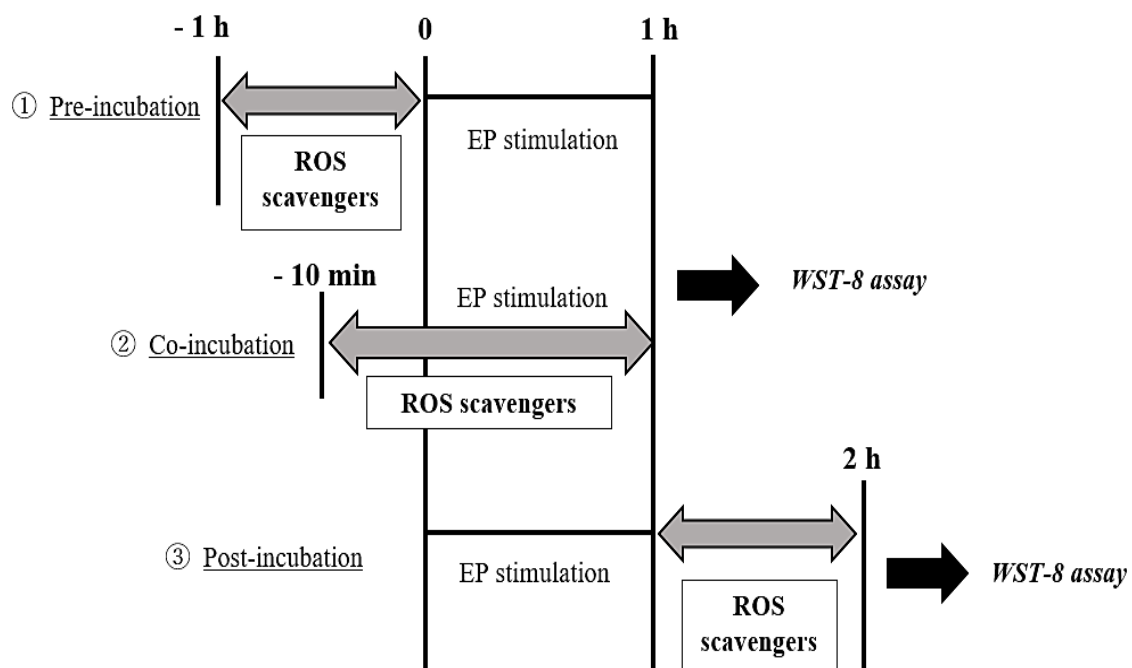 - 1 h
0
1 h
① Pre-incubation
EP stimulation
ROS
scavengers
- 10 min
EP stimulation
WST-8 assay
② Co-incubation
ROS scavengers
2 h
③ Post-incubation
EP stimulation
WST-8 assay
ROS
scavengers